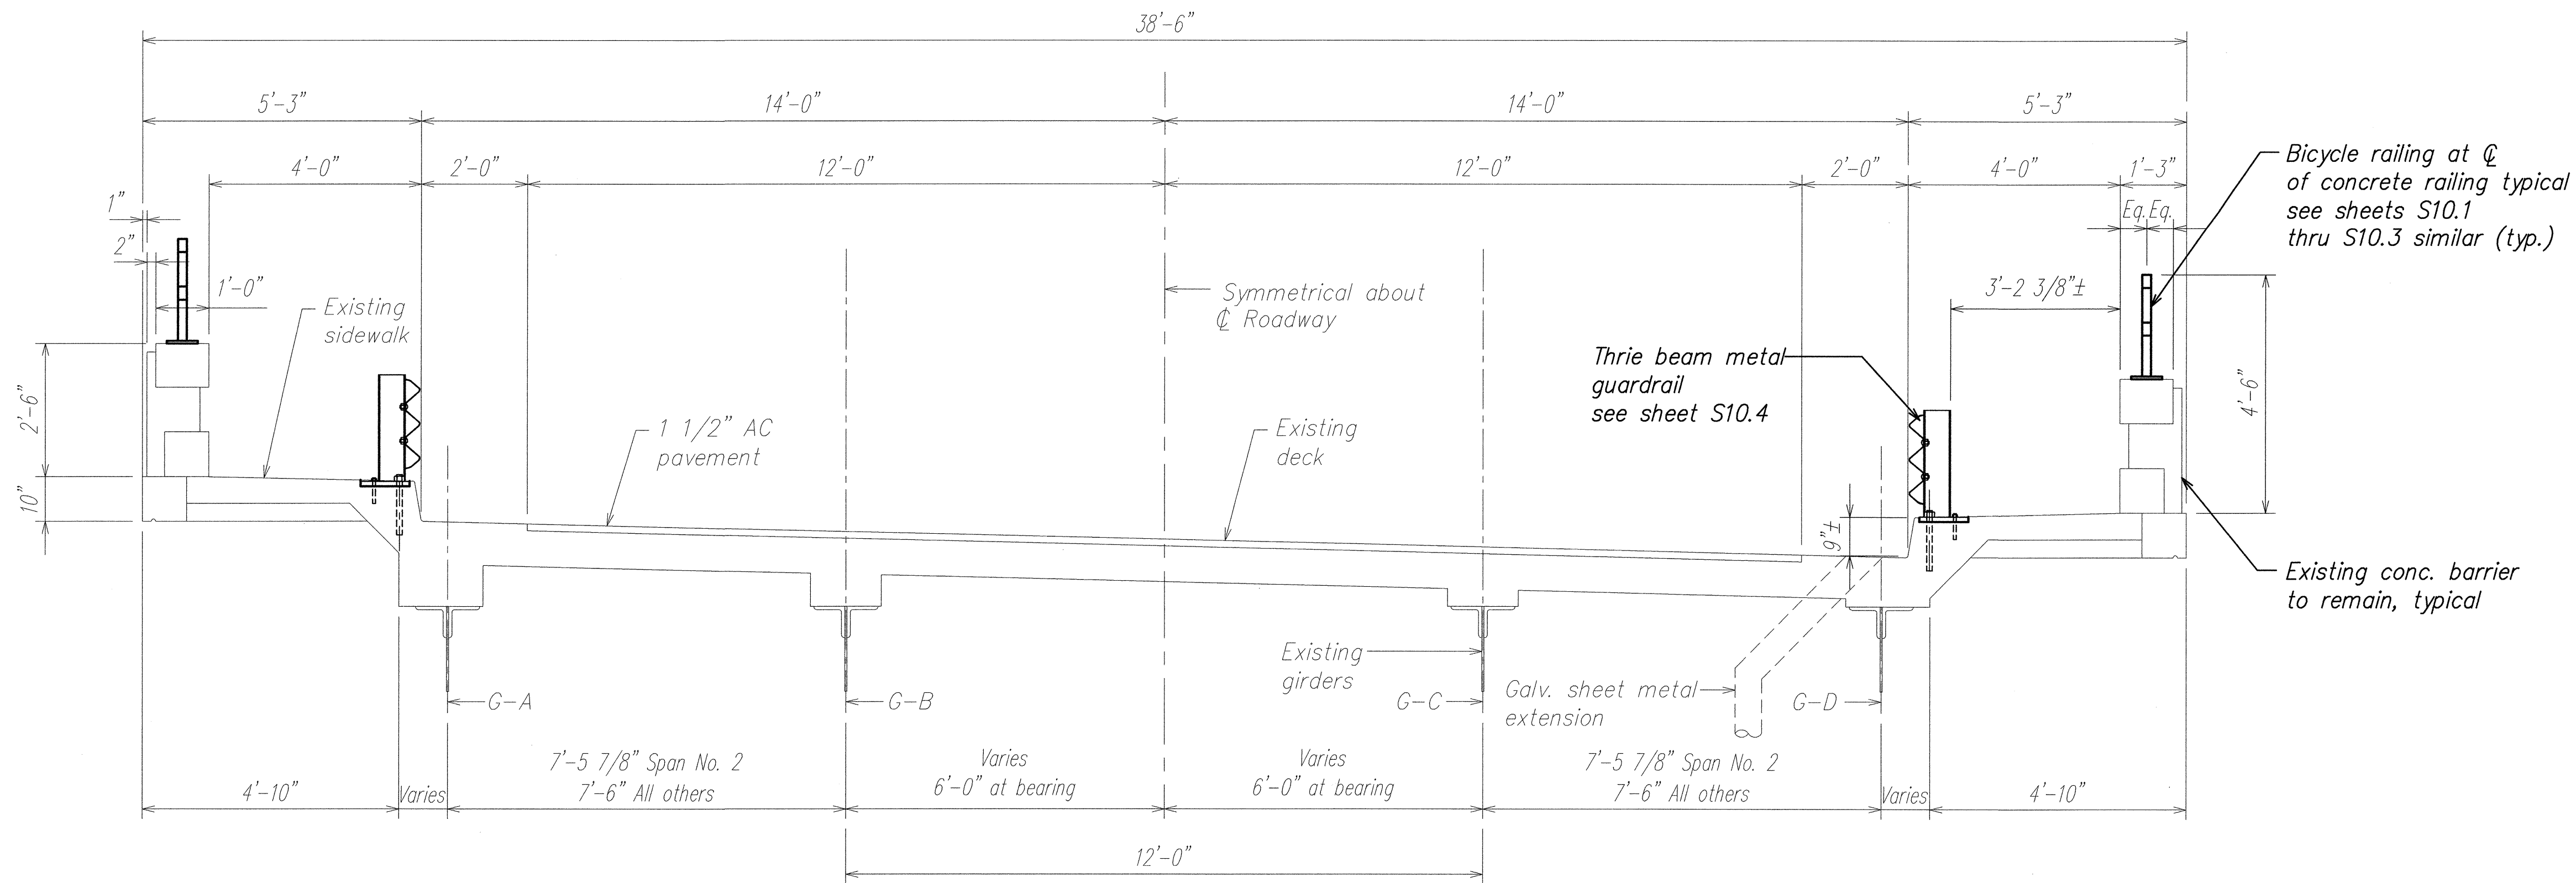 38'-6"
5'-3"
14'-0"
14'-0"
5'-3"
4'-0"
2'-0"
12'-0"
12'-0"
2'-0"
4'-0"
1'-3"
Bicycle railing at ℄
of concrete railing typical
see sheets S10.1
thru S10.3 similar (typ.)
1"
Eq.
Eq.
2"
1'-0"
Existing
sidewalk
Symmetrical about
℄ Roadway
3'-2 3/8"±
Thrie beam metal
guardrail
see sheet S10.4
4'-6"
2'-6"
1 1/2" AC
pavement
Existing
deck
10"
9"±
Existing conc. barrier
to remain, typical
Existing
girders
Galv. sheet metal
extension
G-A
G-B
G-C
G-D
4'-10"
Varies
7'-5 7/8" Span No. 2
7'-6" All others
Varies
6'-0" at bearing
Varies
6'-0" at bearing
7'-5 7/8" Span No. 2
7'-6" All others
Varies
4'-10"
12'-0"